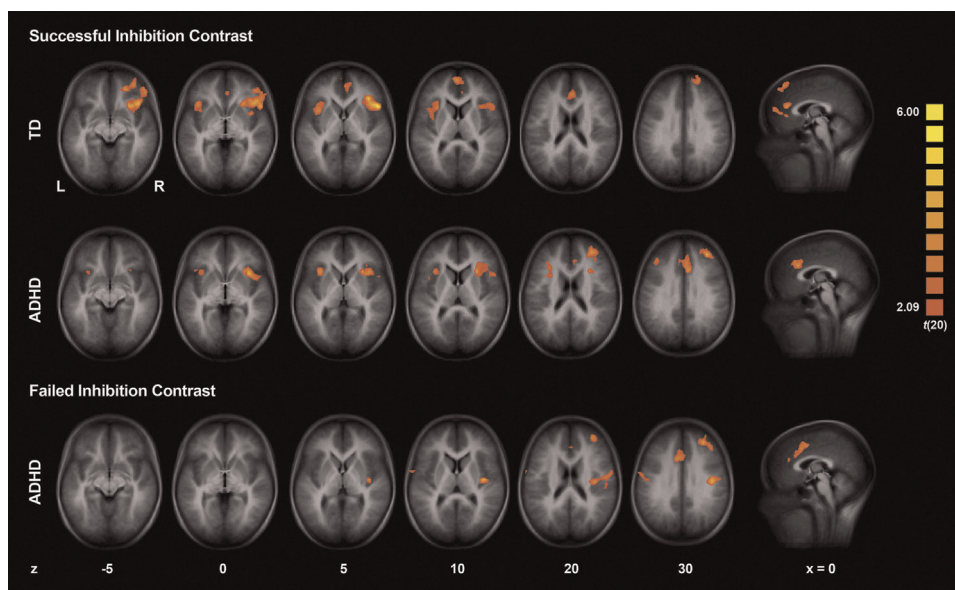 Successful Inhibition Contrast
TD
L
R
6.00
ADHD
2.09
t(20)
Failed Inhibition Contrast
ADHD
z -5 0 5 10 20 30 x = 0